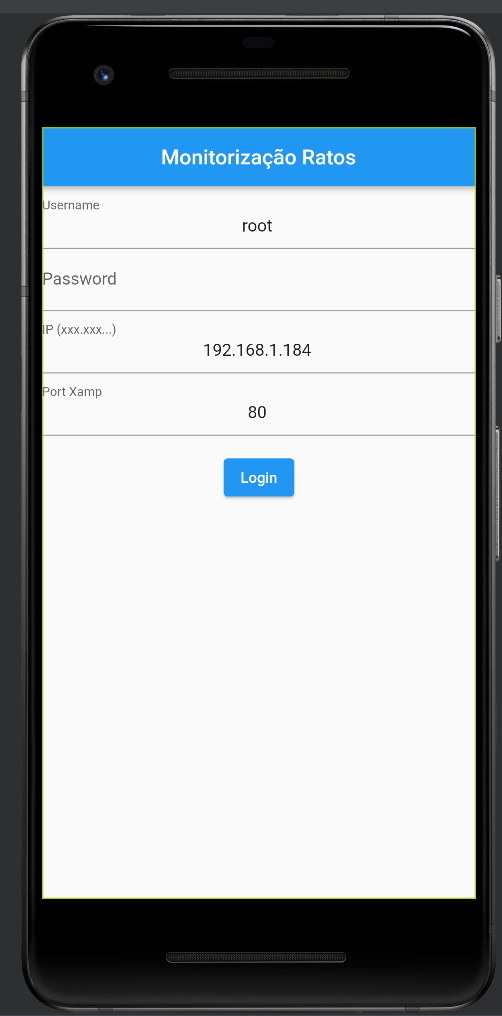 Monitorização Ratos
Username
root
Password
IP (xxx.xxx...)
192.168.1.184
Port Xamp
80
Login